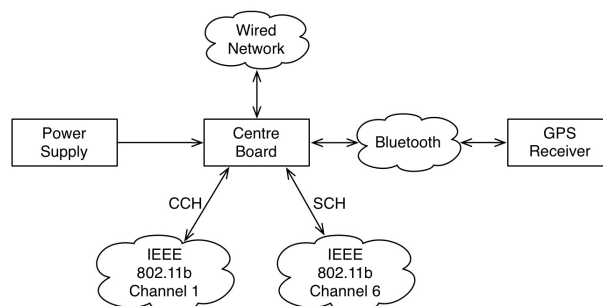 Wired
Network
Power
Supply
Centre
Board
Bluetooth
GPS
Receiver
CCH
SCH
IEEE
802.11b
Channel 1
IEEE
802.11b
Channel 6